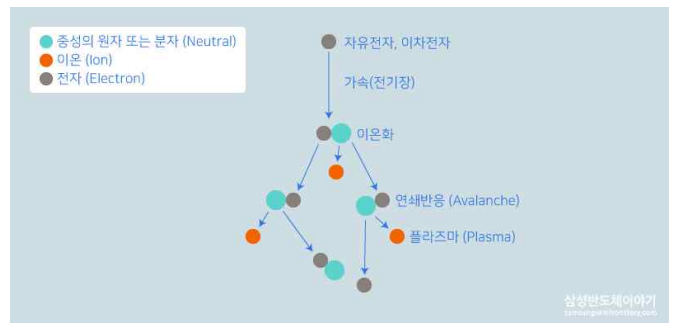 중성의 원자 또는 분자 (Neutral)
이온 (Ion)
전자 (Electron)
자유전자, 이차전자
가속(전기장)
이온화
연쇄반응 (Avalanche)
플라즈마 (Plasma)
삼성반도체이야기
samsungsemiconstory.com